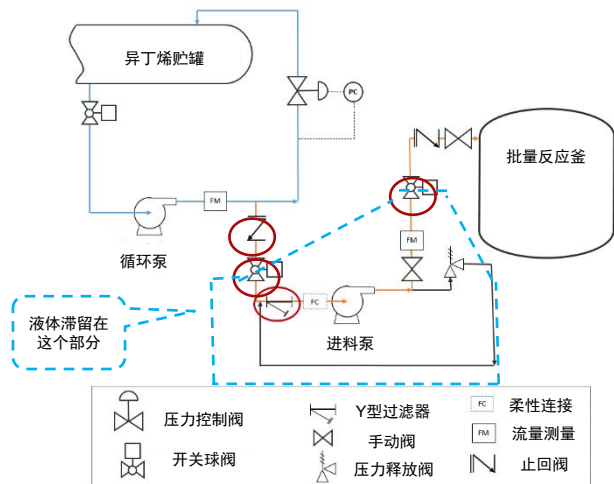 异丁烯贮罐
PC
批量反应釜
FM
循环泵
FM
液体滞留在
这个部分
FC
进料泵
压力控制阀
Y型过滤器
FC
柔性连接
手动阀
FM
流量测量
开关球阀
压力释放阀
止回阀